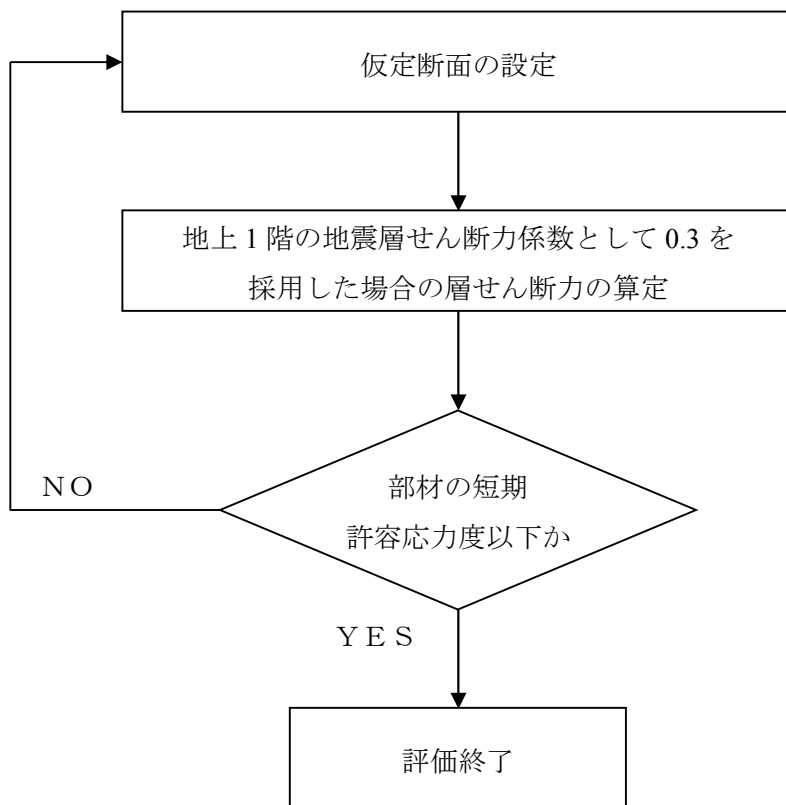 仮定断面の設定
地上1階の地震層せん断力係数として 0.3 を
採用した場合の層せん断力の算定
部材の短期
許容応力度以下か
ＮＯ
ＹＥＳ
評価終了